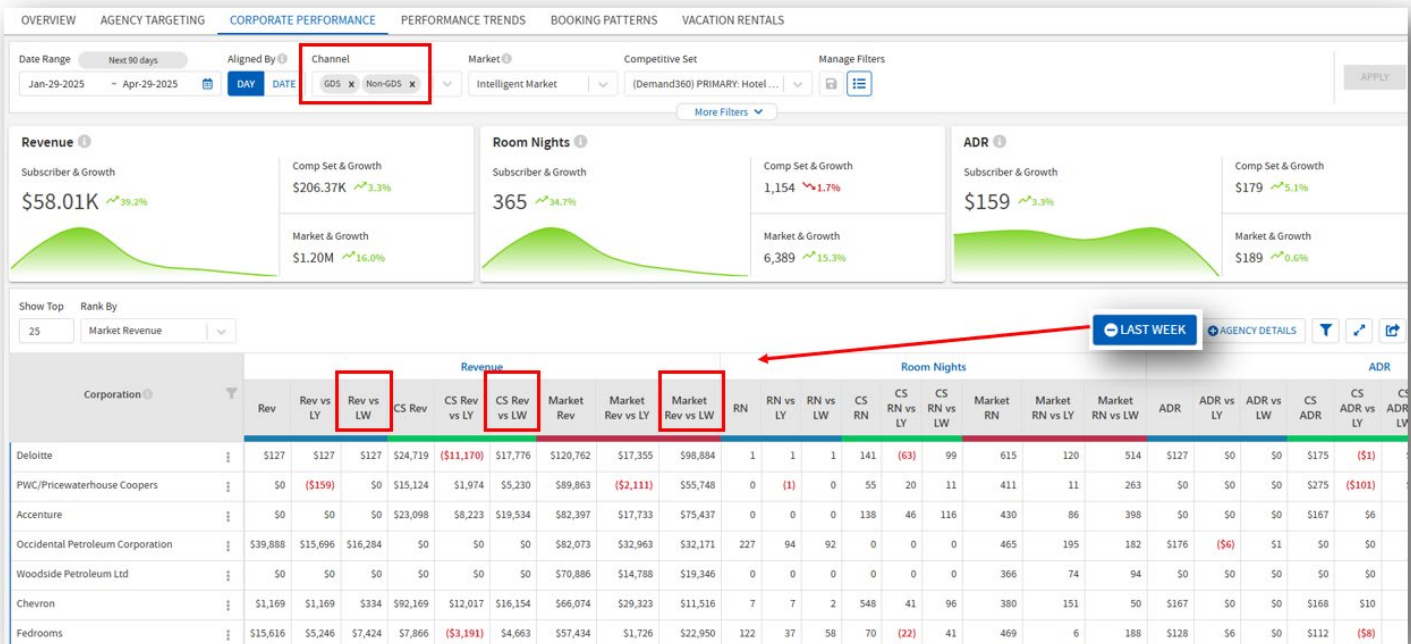 OVERVIEW AGENCY TARGETING CORPORATE PERFORMANCE PERFORMANCE TRENDS BOOKING PATTERNS VACATION RENTALS
Date Range Next 90 days Aligned By Channel Market Competitive Set Manage Filters
Jan-29-2025 ~ Apr-29-2025 DAY DATE GDS x Non-GDS x Intelligent Market (Demand360) PRIMARY: Hotel ... APPLY
More Filters
Revenue
Subscriber & Growth
$58.01K 39.2%
Comp Set & Growth
$206.37K 3.3%
Market & Growth
$1.20M 16.0%
Room Nights
Subscriber & Growth
365 34.7%
Comp Set & Growth
1,154 1.7%
Market & Growth
6,389 15.3%
ADR
Subscriber & Growth
$159 3.3%
Comp Set & Growth
$179 5.1%
Market & Growth
$189 0.6%
Show Top Rank By
25 Market Revenue LAST WEEK AGENCY DETAILS
Revenue Room Nights ADR
Corporation Rev Rev vs LY Rev vs LW CS Rev CS Rev vs LY CS Rev vs LW Market Rev Market Rev vs LY Market Rev vs LW RN RN vs LY RN vs LW CS RN CS RN vs LY CS RN vs LW Market RN Market RN vs LY Market RN vs LW ADR ADR vs LY ADR vs LW CS ADR CS ADR vs LY
Deloitte $127 $127 $127 $24,719 ($11,170) $17,776 $120,762 $17,355 $98,884 1 1 1 141 (63) 99 615 120 514 $127 $0 $0 $175 ($1)
PWC/Pricewaterhouse Coopers $0 ($159) $0 $15,124 $1,974 $5,230 $89,863 ($2,111) $55,748 0 (1) 0 55 20 11 411 11 263 $0 $0 $0 $275 ($101)
Accenture $0 $0 $0 $23,098 $8,223 $19,534 $82,397 $17,733 $75,437 0 0 0 138 46 116 430 86 398 $0 $0 $0 $167 $6
Occidental Petroleum Corporation $39,888 $15,696 $16,284 $0 $0 $0 $82,073 $32,963 $32,171 227 94 92 0 0 0 465 195 182 $176 ($6) $1 $0 $0
Woodside Petroleum Ltd $0 $0 $0 $0 $0 $0 $70,886 $14,788 $19,346 0 0 0 0 0 0 366 74 94 $0 $0 $0 $0 $0
Chevron $1,169 $1,169 $334 $92,169 $12,017 $16,154 $66,074 $29,323 $11,516 7 7 2 548 41 96 380 151 50 $167 $0 $0 $168 $10
Fedrooms $15,616 $5,246 $7,424 $7,866 ($3,191) $4,663 $57,434 $1,726 $22,950 122 37 58 70 (22) 41 469 6 188 $128 $6 $0 $112 ($8)